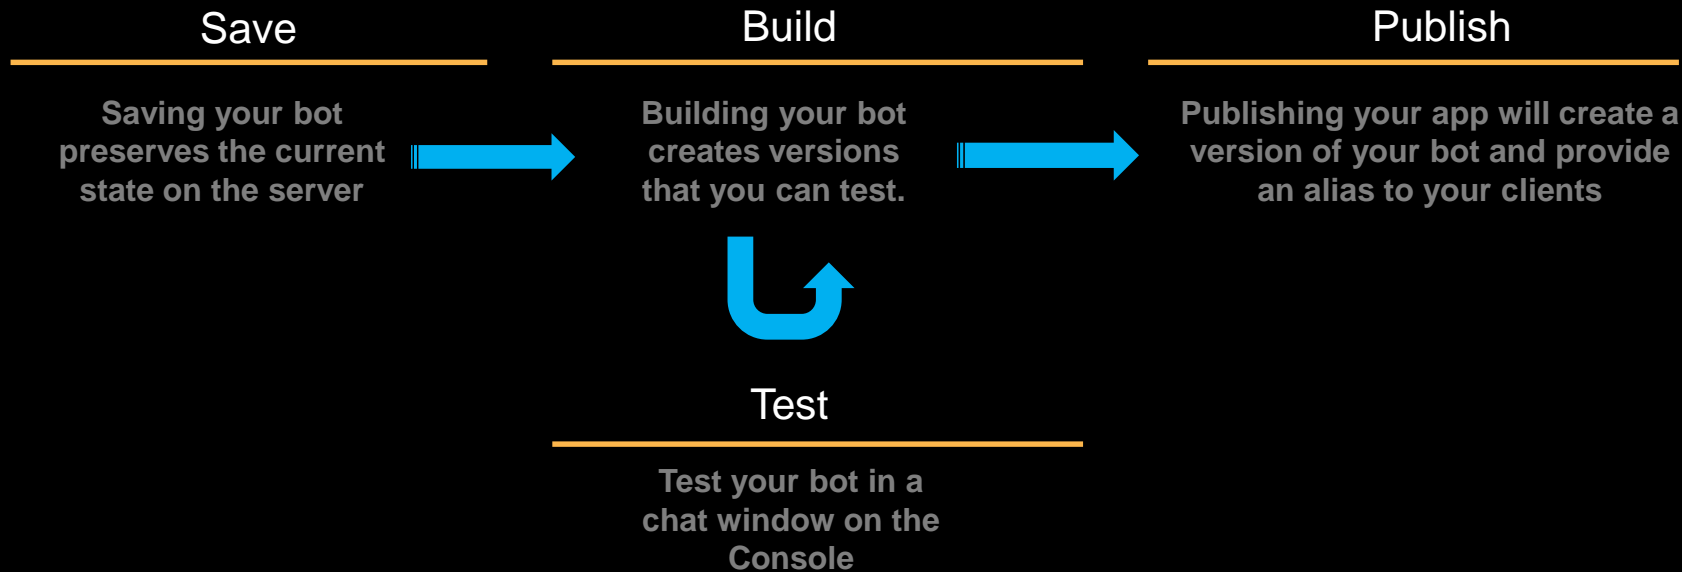 Save
Saving your bot
preserves the current
state on the server
Build
Building your bot
creates versions
that you can test.
Publish
Publishing your app will create a
version of your bot and provide
an alias to your clients
Test
Test your bot in a
chat window on the
Console